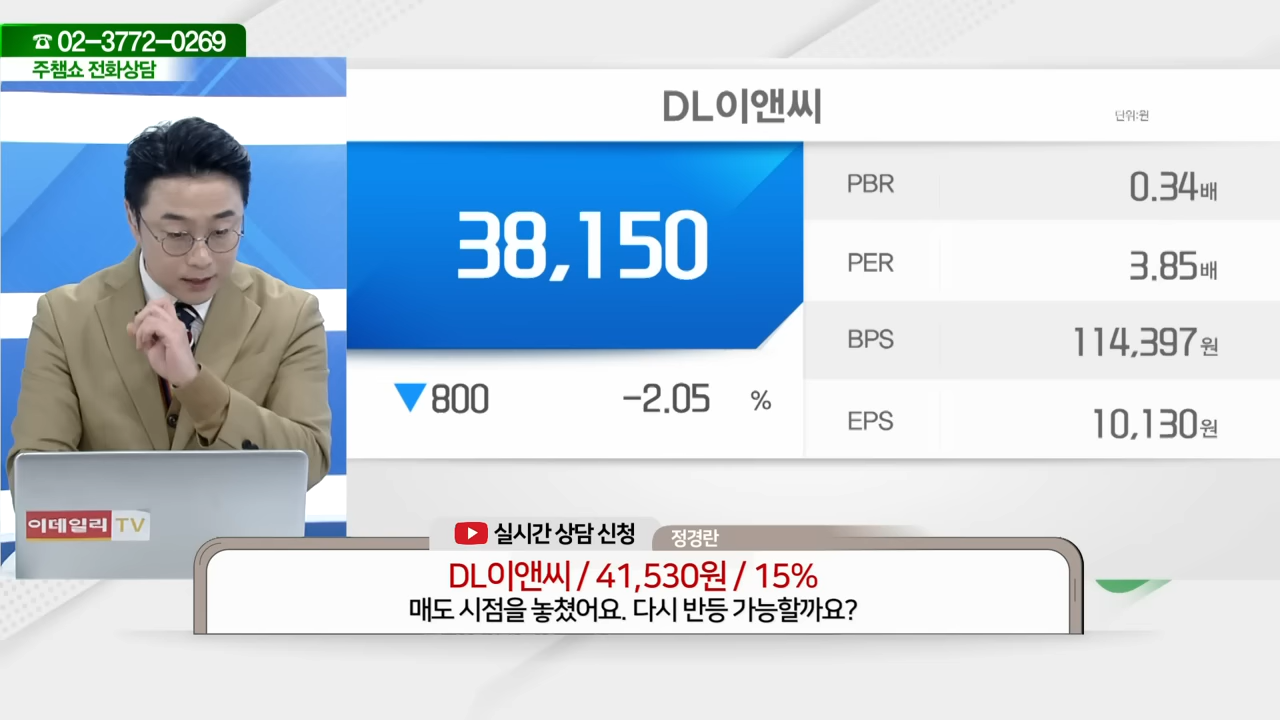 ☎ 02-3772-0269
주챔쇼 전화상담
DL이앤씨
단위:원
38,150
▼800 -2.05 %
PBR 0.34배
PER 3.85배
BPS 114,397원
EPS 10,130원
이데일리 TV
실시간 상담 신청
정경란
DL이앤씨 / 41,530원 / 15%
매도 시점을 놓쳤어요. 다시 반등 가능할까요?